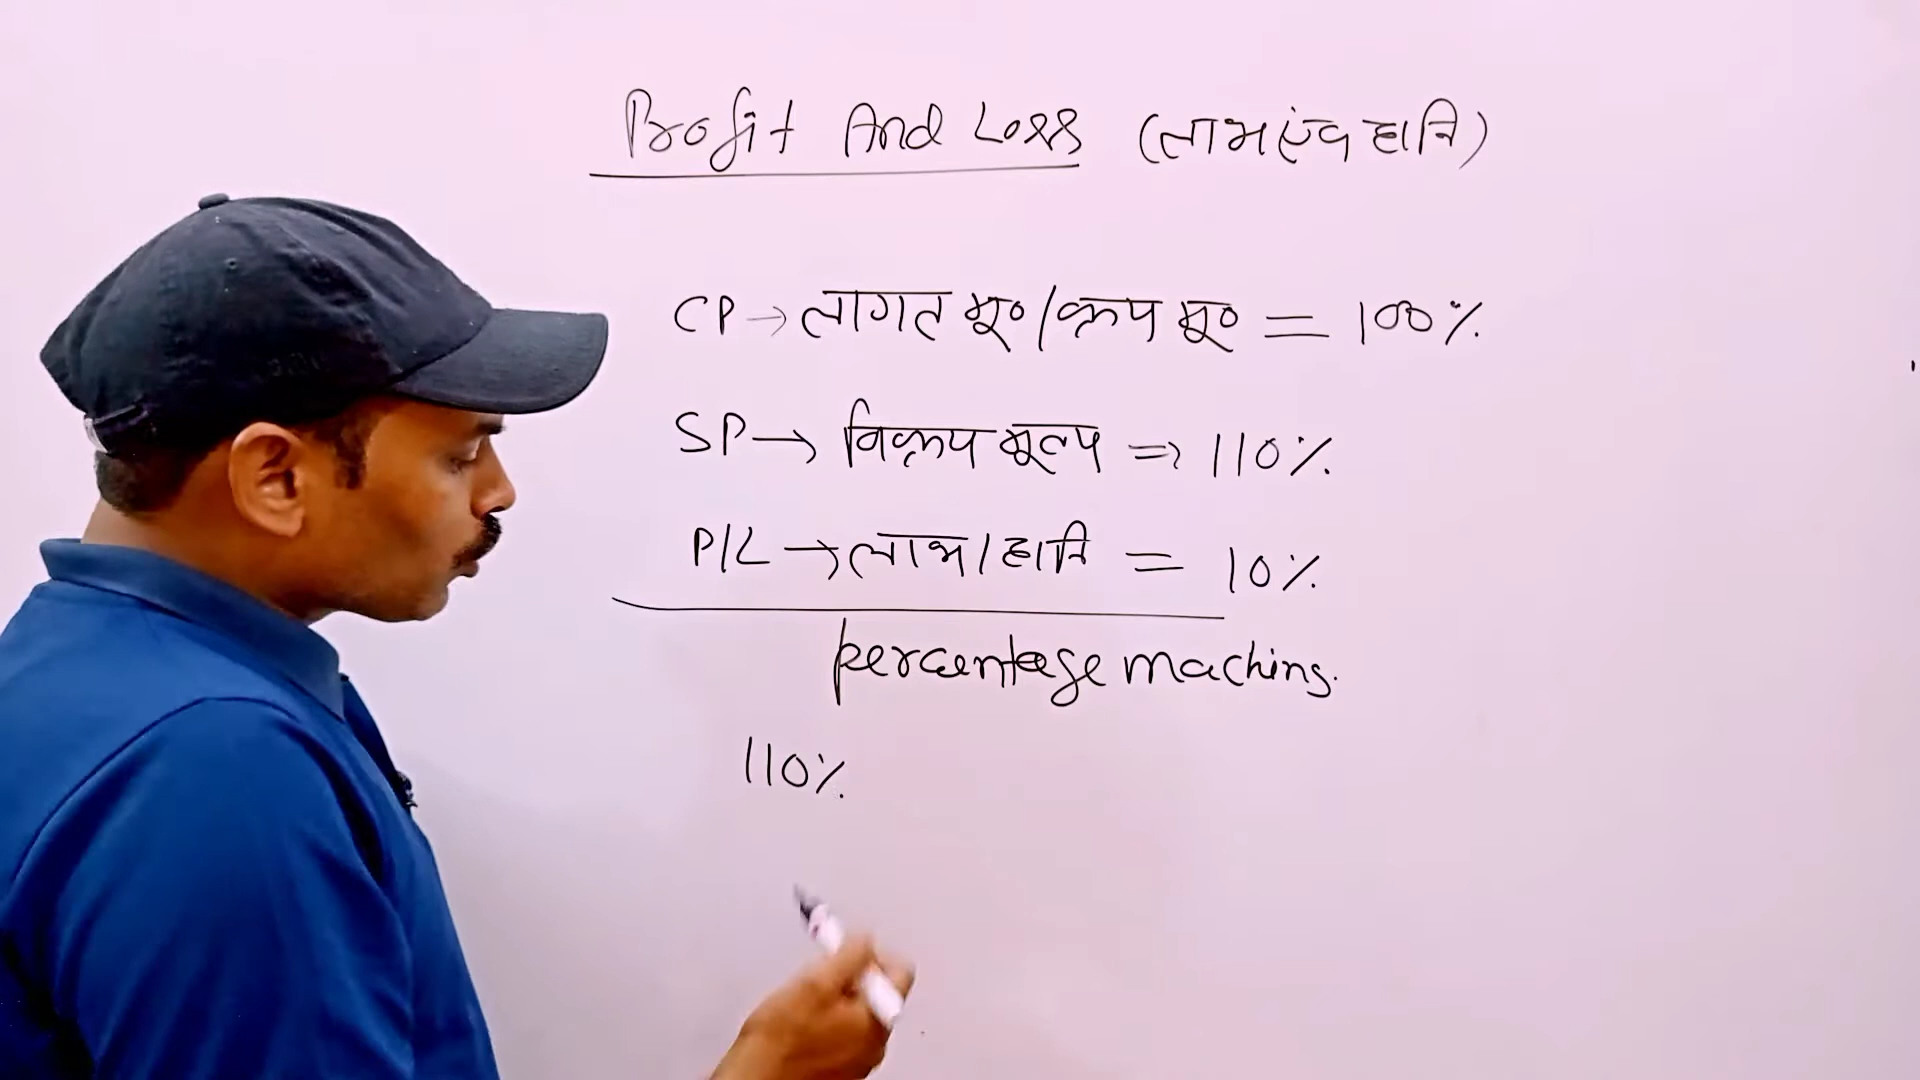 Profit And Loss (लाभ एंव हानि)
CP → लागत मू० / क्रय मू० = 100%
SP → विक्रय मूल्य => 110%
P/L → लाभ / हानि = 10%
percentage maching.
110%